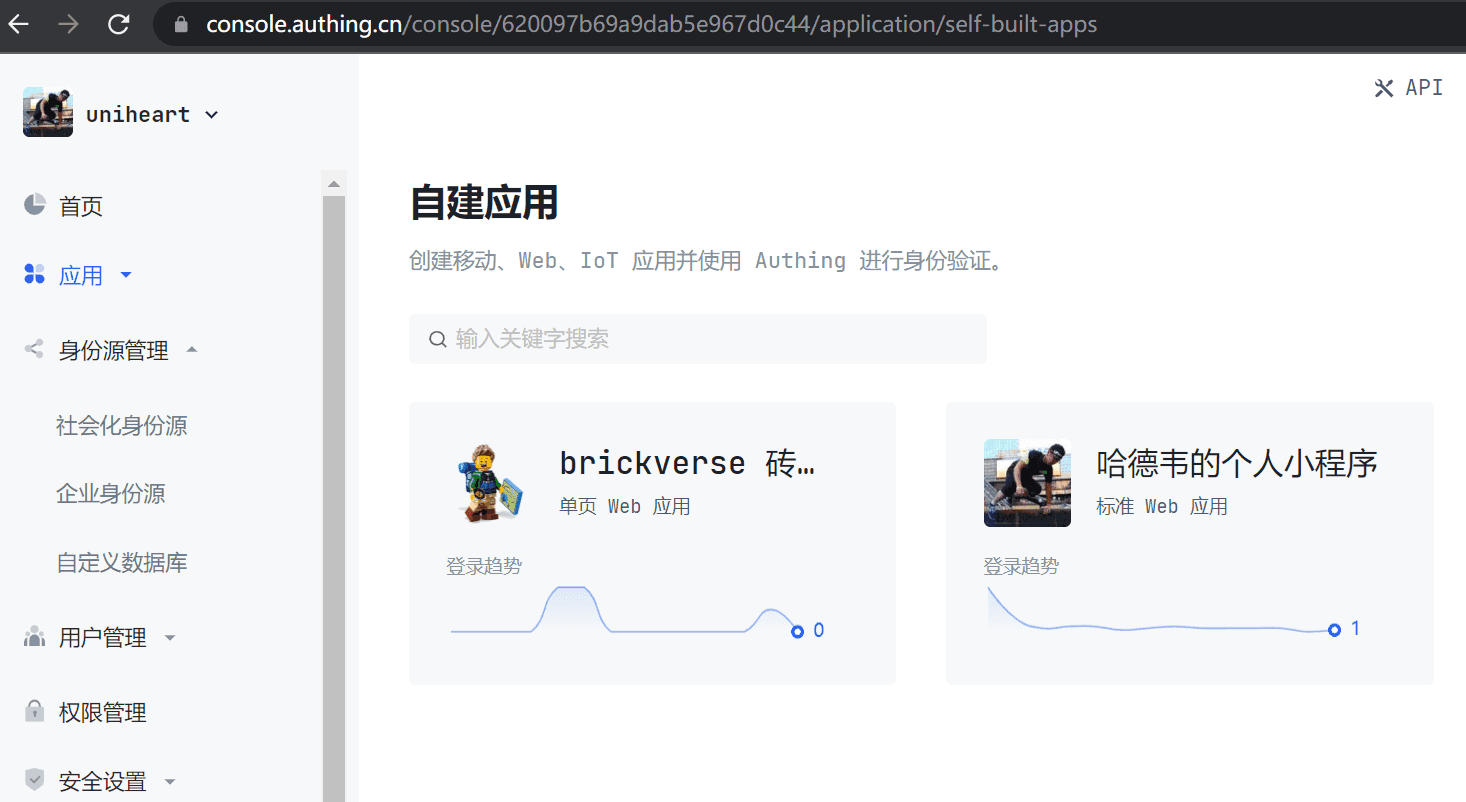 console.authing.cn/console/620097b69a9dab5e967d0c44/application/self-built-apps
uniheart
API
首页
应用
身份源管理
社会化身份源
企业身份源
自定义数据库
用户管理
权限管理
安全设置
自建应用
创建移动、Web、IoT 应用并使用 Authing 进行身份验证。
输入关键字搜索
brickverse 砖…
单页 Web 应用
登录趋势
0
哈德韦的个人小程序
标准 Web 应用
登录趋势
1